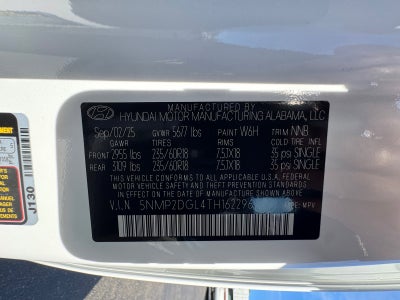 MANUFACTURED BY
HYUNDAI MOTOR MANUFACTURING ALABAMA, LLC
Sep/02/25 GVWR 5677 lbs PAINT W6H TRIM NNB
GAWR TIRES RIMS COLD TIRE INFL
FRONT 2955 lbs 235/60R18 7.5JX18 35 psi SINGLE
REAR 3109 lbs 235/60R18 7.5JX18 35 psi SINGLE
THIS VEHICLE CONFORMS TO ALL APPLICABLE U.S.A. FEDERAL
MOTOR VEHICLE SAFETY AND THEFT PREVENTION STANDARDS
IN EFFECT ON THE DATE OF MANUFACTURE SHOWN ABOVE.
V.I.N 5NMP2DGL4TH16229 MPV
J130